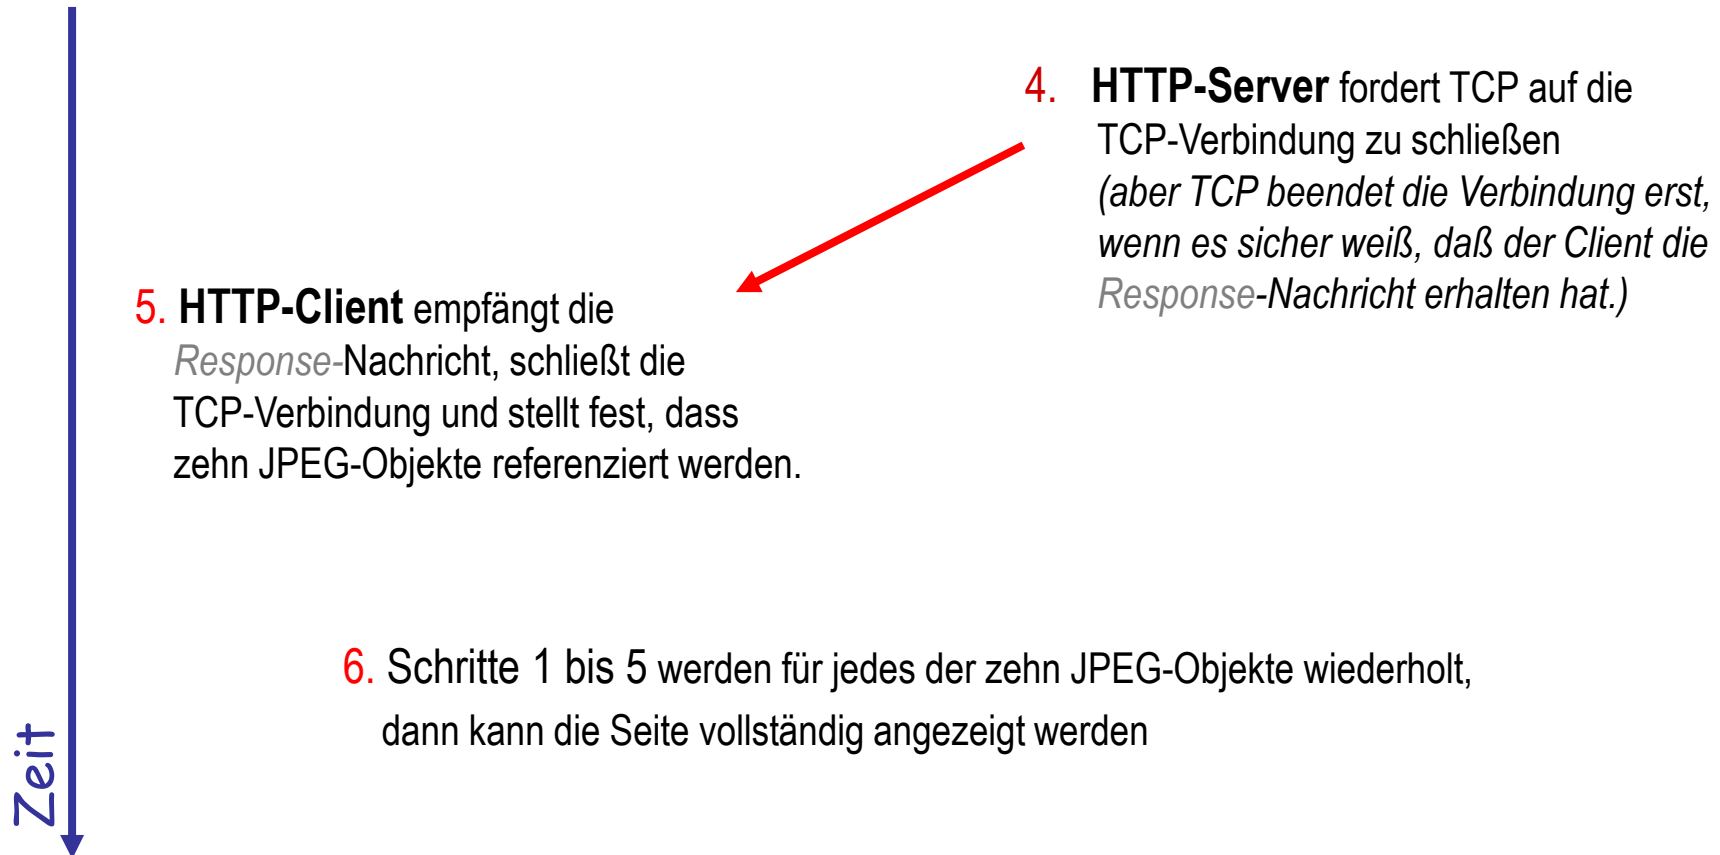 4. HTTP-Server fordert TCP auf die
TCP-Verbindung zu schließen
(aber TCP beendet die Verbindung erst,
wenn es sicher weiß, daß der Client die
Response-Nachricht erhalten hat.)
5. HTTP-Client empfängt die
Response-Nachricht, schließt die
TCP-Verbindung und stellt fest, dass
zehn JPEG-Objekte referenziert werden.
6. Schritte 1 bis 5 werden für jedes der zehn JPEG-Objekte wiederholt,
dann kann die Seite vollständig angezeigt werden
Zeit